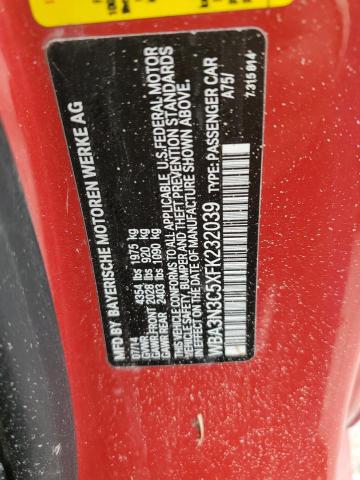 MFD BY BAYERISCHE MOTOREN WERKE AG
07/14
GVWR 4354 lbs 1975 kg
GAWR FRONT 2028 lbs 920 kg
GAWR REAR 2403 lbs 1090 kg
THIS VEHICLE CONFORMS TO ALL APPLICABLE U.S. FEDERAL MOTOR
VEHICLE SAFETY, BUMPER AND THEFT PREVENTION STANDARDS
IN EFFECT ON THE DATE OF MANUFACTURE SHOWN ABOVE.
WBA3N3C5XFK232039 TYPE: PASSENGER CAR
A75/
7.315 014